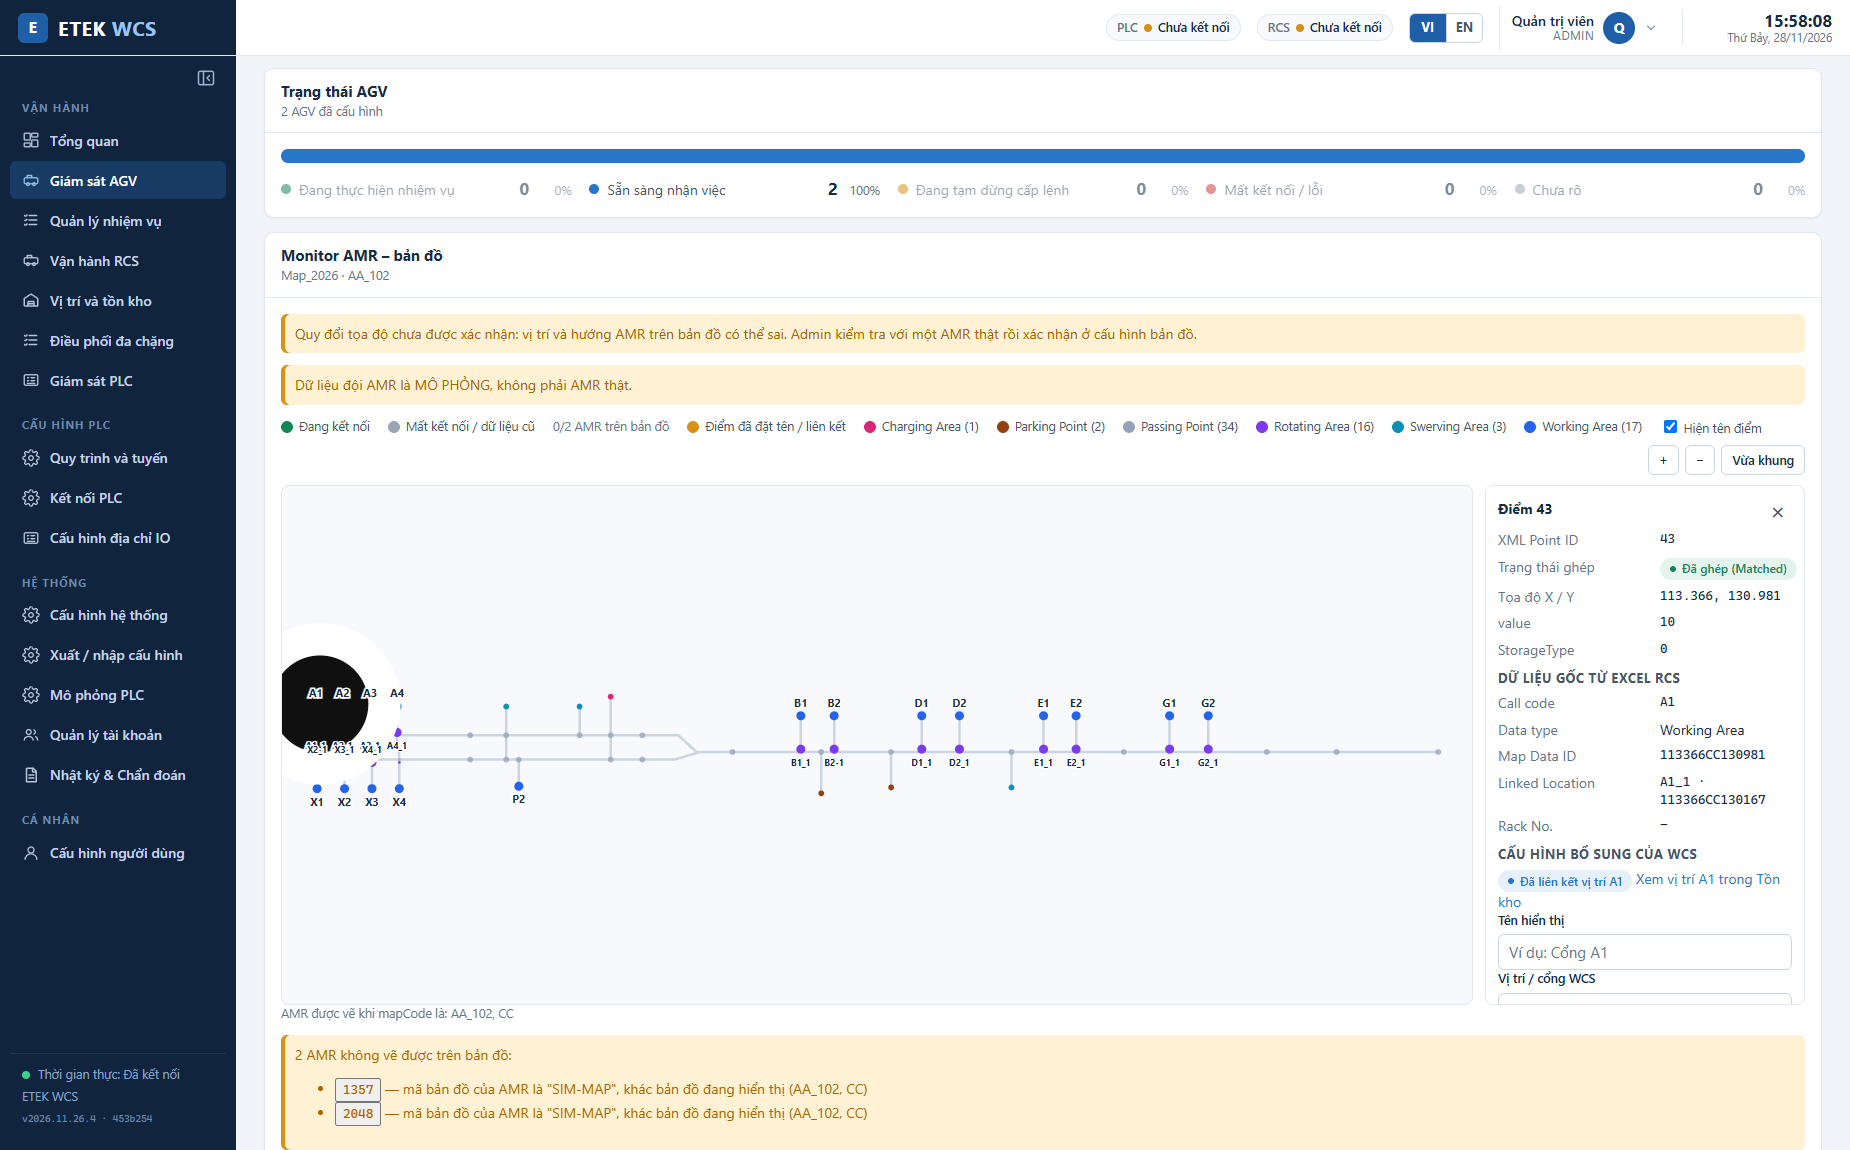 E ETEK WCS
PLC Chưa kết nối
RCS Chưa kết nối
VI EN
Quản trị viên
ADMIN
Q
15:58:08
Thứ Bảy, 28/11/2026
VẬN HÀNH
Tổng quan
Giám sát AGV
Quản lý nhiệm vụ
Vận hành RCS
Vị trí và tồn kho
Điều phối đa chặng
Giám sát PLC
CẤU HÌNH PLC
Quy trình và tuyến
Kết nối PLC
Cấu hình địa chỉ IO
HỆ THỐNG
Cấu hình hệ thống
Xuất / nhập cấu hình
Mô phỏng PLC
Quản lý tài khoản
Nhật ký & Chẩn đoán
CÁ NHÂN
Cấu hình người dùng
Thời gian thực: Đã kết nối
ETEK WCS
v2026.11.26.4 · 453b254
Trạng thái AGV
2 AGV đã cấu hình
Đang thực hiện nhiệm vụ 0 0%
Sẵn sàng nhận việc 2 100%
Đang tạm dừng cấp lệnh 0 0%
Mất kết nối / lỗi 0 0%
Chưa rõ 0 0%
Monitor AMR – bản đồ
Map_2026 · AA_102
Quy đổi tọa độ chưa được xác nhận: vị trí và hướng AMR trên bản đồ có thể sai. Admin kiểm tra với một AMR thật rồi xác nhận ở cấu hình bản đồ.
Dữ liệu đội AMR là MÔ PHỎNG, không phải AMR thật.
Đang kết nối
Mất kết nối / dữ liệu cũ
0/2 AMR trên bản đồ
Điểm đã đặt tên / liên kết
Charging Area (1)
Parking Point (2)
Passing Point (34)
Rotating Area (16)
Swerving Area (3)
Working Area (17)
Hiện tên điểm
+ − Vừa khung
A1 A2 A3 A4
X2_1 X3_1 X4_1 A4_1
X1 X2 X3 X4
P2
B1 B2 D1 D2 E1 E2 G1 G2
B1_1 B2-1 D1_1 D2_1 E1_1 E2_1 G1_1 G2_1
Điểm 43
XML Point ID 43
Trạng thái ghép Đã ghép (Matched)
Tọa độ X / Y 113.366, 130.981
value 10
StorageType 0
DỮ LIỆU GỐC TỪ EXCEL RCS
Call code A1
Data type Working Area
Map Data ID 113366CC130981
Linked Location A1_1 ·
113366CC130167
Rack No. —
CẤU HÌNH BỔ SUNG CỦA WCS
Đã liên kết vị trí A1 Xem vị trí A1 trong Tồn
kho
Tên hiển thị
Ví dụ: Cổng A1
Vị trí / cổng WCS
AMR được vẽ khi mapCode là: AA_102, CC
2 AMR không vẽ được trên bản đồ:
1357 — mã bản đồ của AMR là "SIM-MAP", khác bản đồ đang hiển thị (AA_102, CC)
2048 — mã bản đồ của AMR là "SIM-MAP", khác bản đồ đang hiển thị (AA_102, CC)